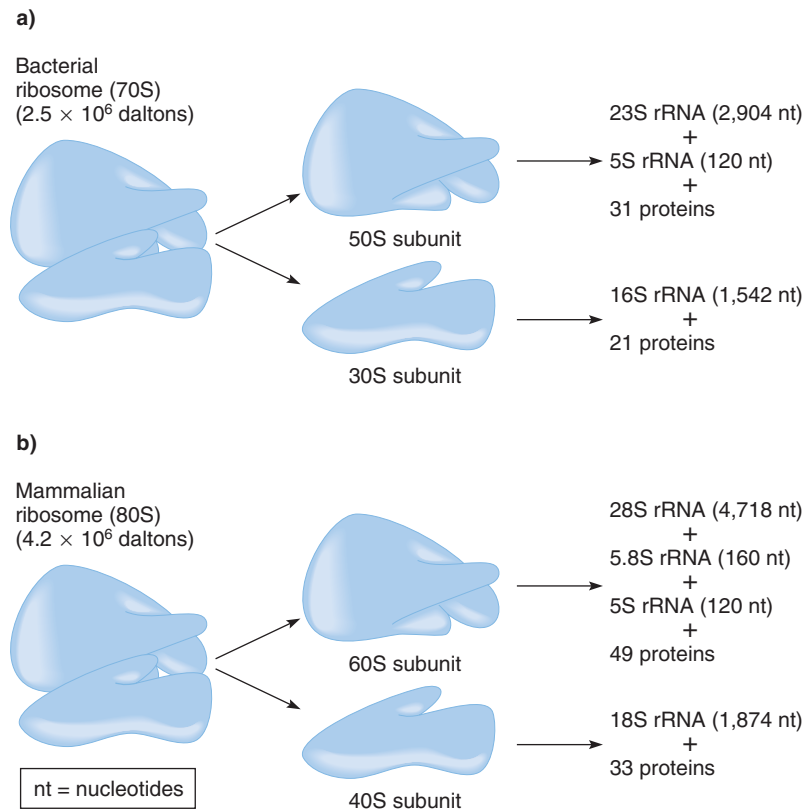 a)
Bacterial
ribosome (70S)
(2.5 × 10⁶ daltons)
50S subunit
23S rRNA (2,904 nt)
+
5S rRNA (120 nt)
+
31 proteins
30S subunit
16S rRNA (1,542 nt)
+
21 proteins
b)
Mammalian
ribosome (80S)
(4.2 × 10⁶ daltons)
60S subunit
28S rRNA (4,718 nt)
+
5.8S rRNA (160 nt)
+
5S rRNA (120 nt)
+
49 proteins
40S subunit
18S rRNA (1,874 nt)
+
33 proteins
nt = nucleotides